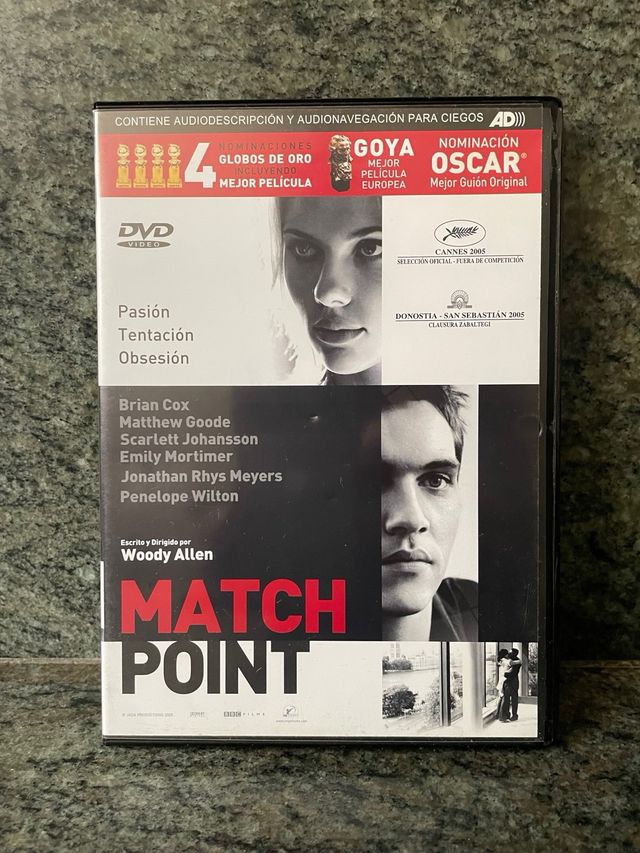 CONTIENE AUDIODESCRIPCIÓN Y AUDIONAVEGACIÓN PARA CIEGOS AD)))
4
NOMINACIONES
GLOBOS DE ORO
INCLUYENDO
MEJOR PELÍCULA
GOYA
MEJOR
PELÍCULA
EUROPEA
NOMINACIÓN
OSCAR®
Mejor Guión Original
DVD
VIDEO
CANNES 2005
SELECCIÓN OFICIAL - FUERA DE COMPETICIÓN
DONOSTIA - SAN SEBASTIÁN 2005
CLAUSURA ZABALTEGI
Pasión
Tentación
Obsesión
Brian Cox
Matthew Goode
Scarlett Johansson
Emily Mortimer
Jonathan Rhys Meyers
Penelope Wilton
Escrito y Dirigido por
Woody Allen
MATCH
POINT
BBC FILMS